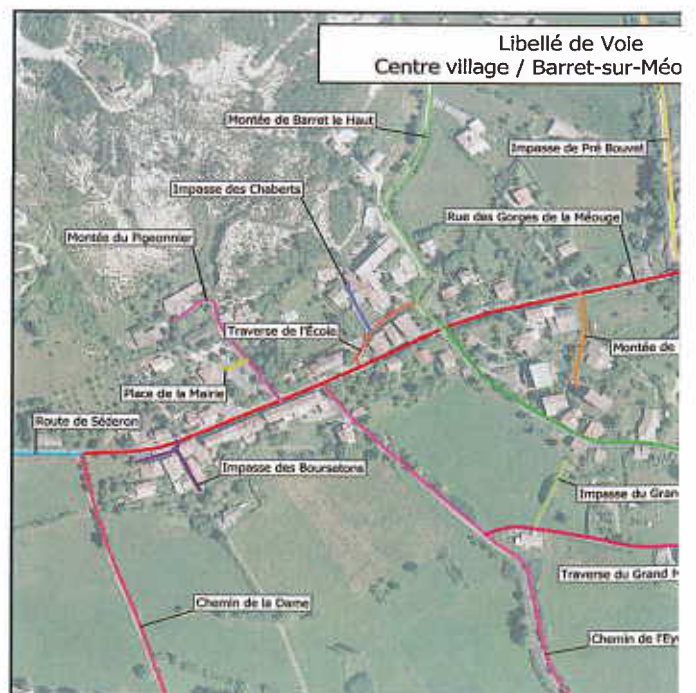 Libellé de Voie
Centre village / Barret-sur-Méo
Montée de Barret le Haut
Impasse de Pré Bouvet
Impasse des Chaberts
Rue des Gorges de la Méouge
Montée du Pigeonnier
Traverse de l'École
Montée de
Place de la Mairie
Route de Séderon
Impasse des Boursetons
Impasse du Gran
Traverse du Grand
Chemin de la Dame
Chemin de l'Ey